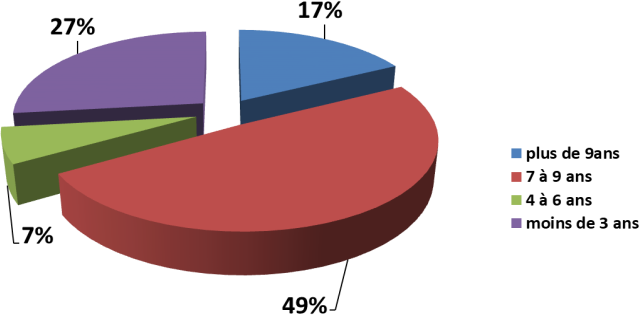 17%
27%
7%
49%
plus de 9ans
7 à 9 ans
4 à 6 ans
moins de 3 ans